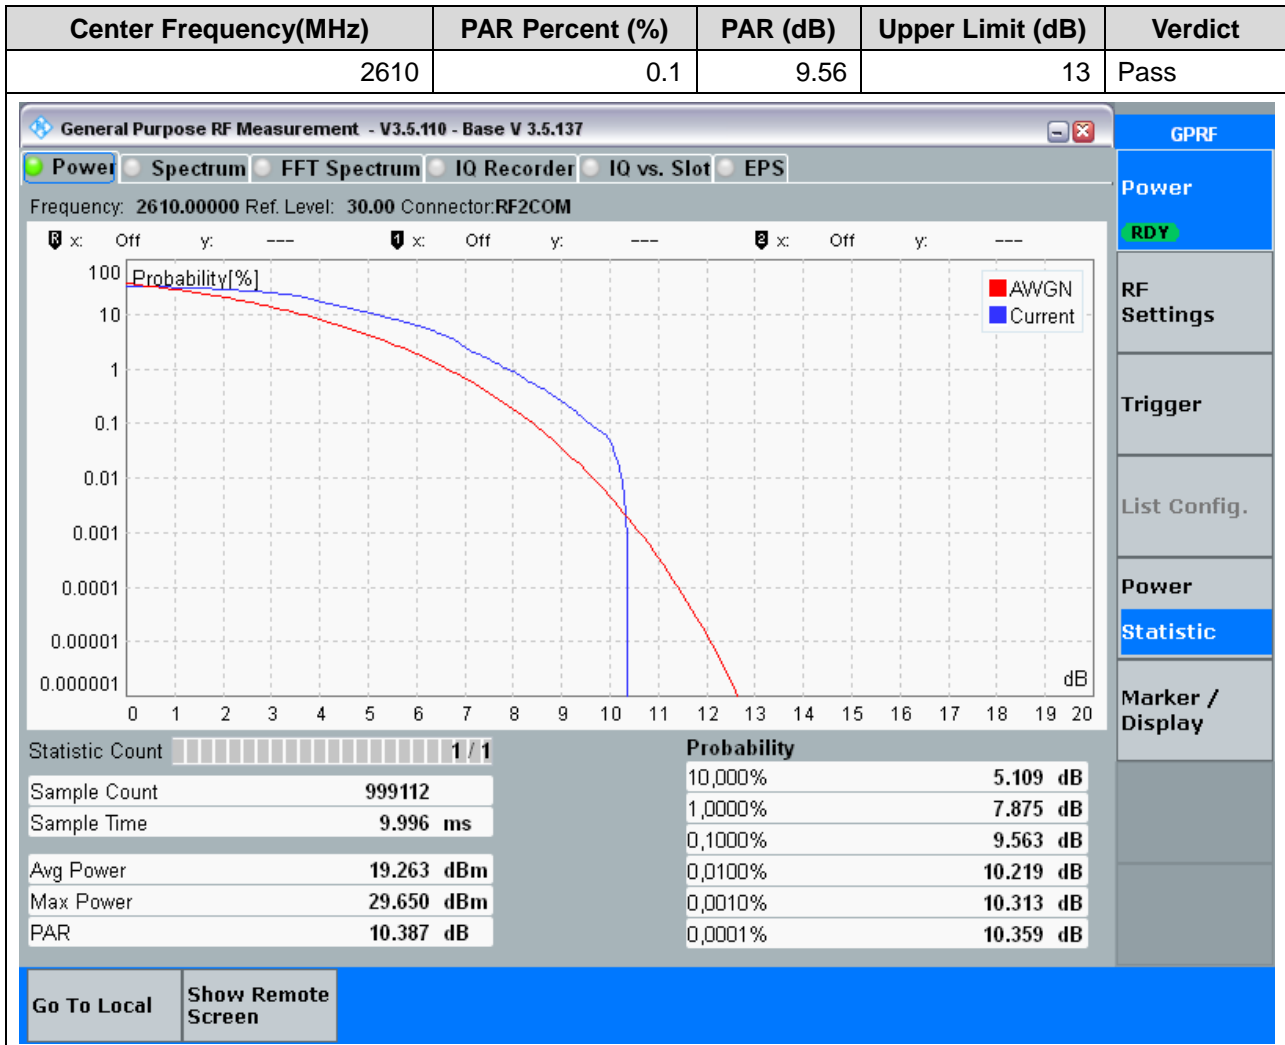 Center Frequency(MHz) PAR Percent (%) PAR (dB) Upper Limit (dB) Verdict
2610 0.1 9.56 13 Pass
General Purpose RF Measurement - V3.5.110 - Base V 3.5.137
GPRF
Power Spectrum FFT Spectrum IQ Recorder IQ vs. Slot EPS
Power
RDY
Frequency: 2610.00000 Ref. Level: 30.00 Connector:RF2COM
R x: Off y: --- 1 x: Off y: --- 2 x: Off y: ---
Probability[%]
AWGN
Current
100
10
1
0.1
0.01
0.001
0.0001
0.00001
0.000001
dB
0 1 2 3 4 5 6 7 8 9 10 11 12 13 14 15 16 17 18 19 20
RF
Settings
Trigger
List Config.
Power
Statistic
Marker /
Display
Statistic Count 1 / 1
Sample Count 999112
Sample Time 9.996 ms
Avg Power 19.263 dBm
Max Power 29.650 dBm
PAR 10.387 dB
Probability
10,000% 5.109 dB
1,0000% 7.875 dB
0,1000% 9.563 dB
0,0100% 10.219 dB
0,0010% 10.313 dB
0,0001% 10.359 dB
Go To Local
Show Remote
Screen